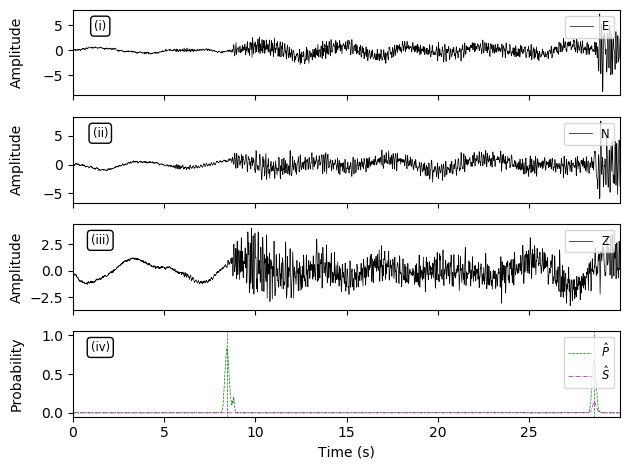 (i)
E
Amplitude
5
0
−5
(ii)
N
Amplitude
5
0
−5
(iii)
Z
Amplitude
2.5
0.0
−2.5
(iv)
P̂
Ŝ
Probability
1.0
0.5
0.0
0 5 10 15 20 25
Time (s)